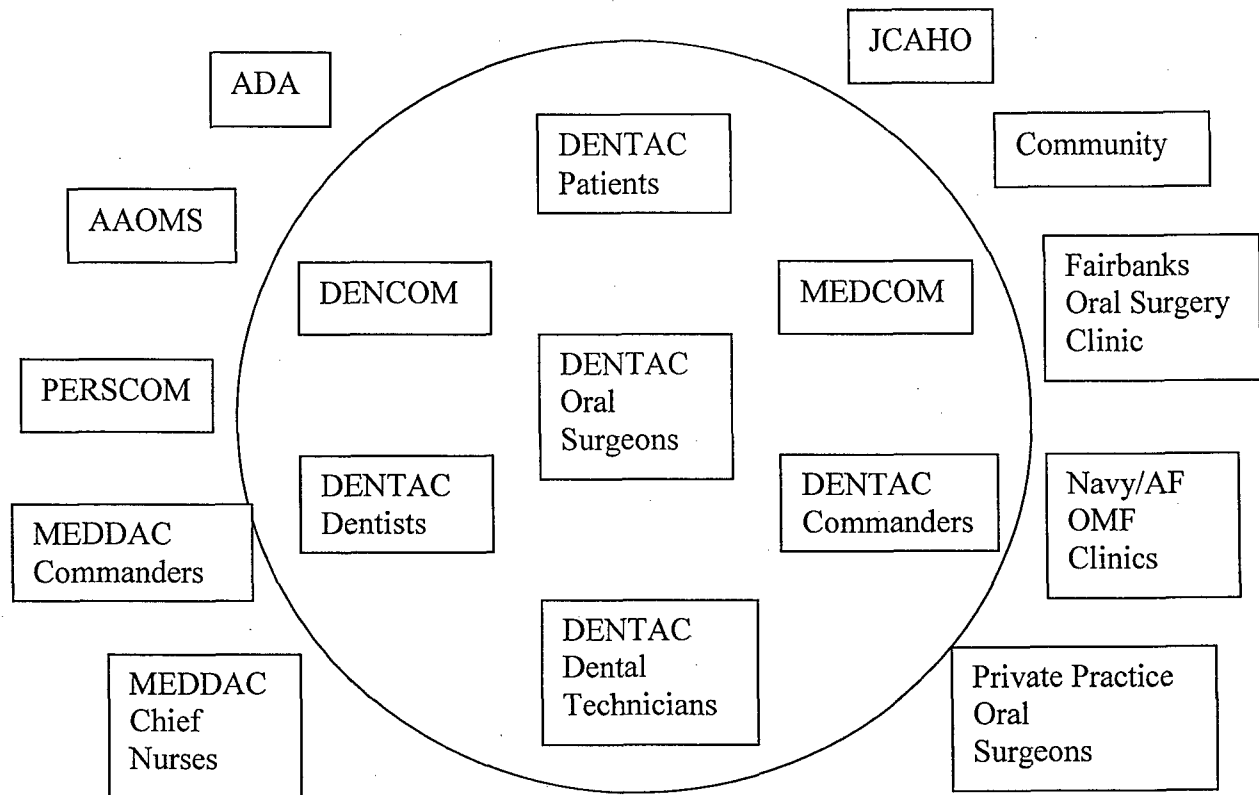 JCAHO
ADA
DENTAC
Patients
Community
AAOMS
DENCOM
MEDCOM
Fairbanks
Oral Surgery
Clinic
PERSCOM
DENTAC
Oral
Surgeons
DENTAC
Dentists
DENTAC
Commanders
Navy/AF
OMF
Clinics
MEDDAC
Commanders
DENTAC
Dental
Technicians
MEDDAC
Chief
Nurses
Private Practice
Oral
Surgeons